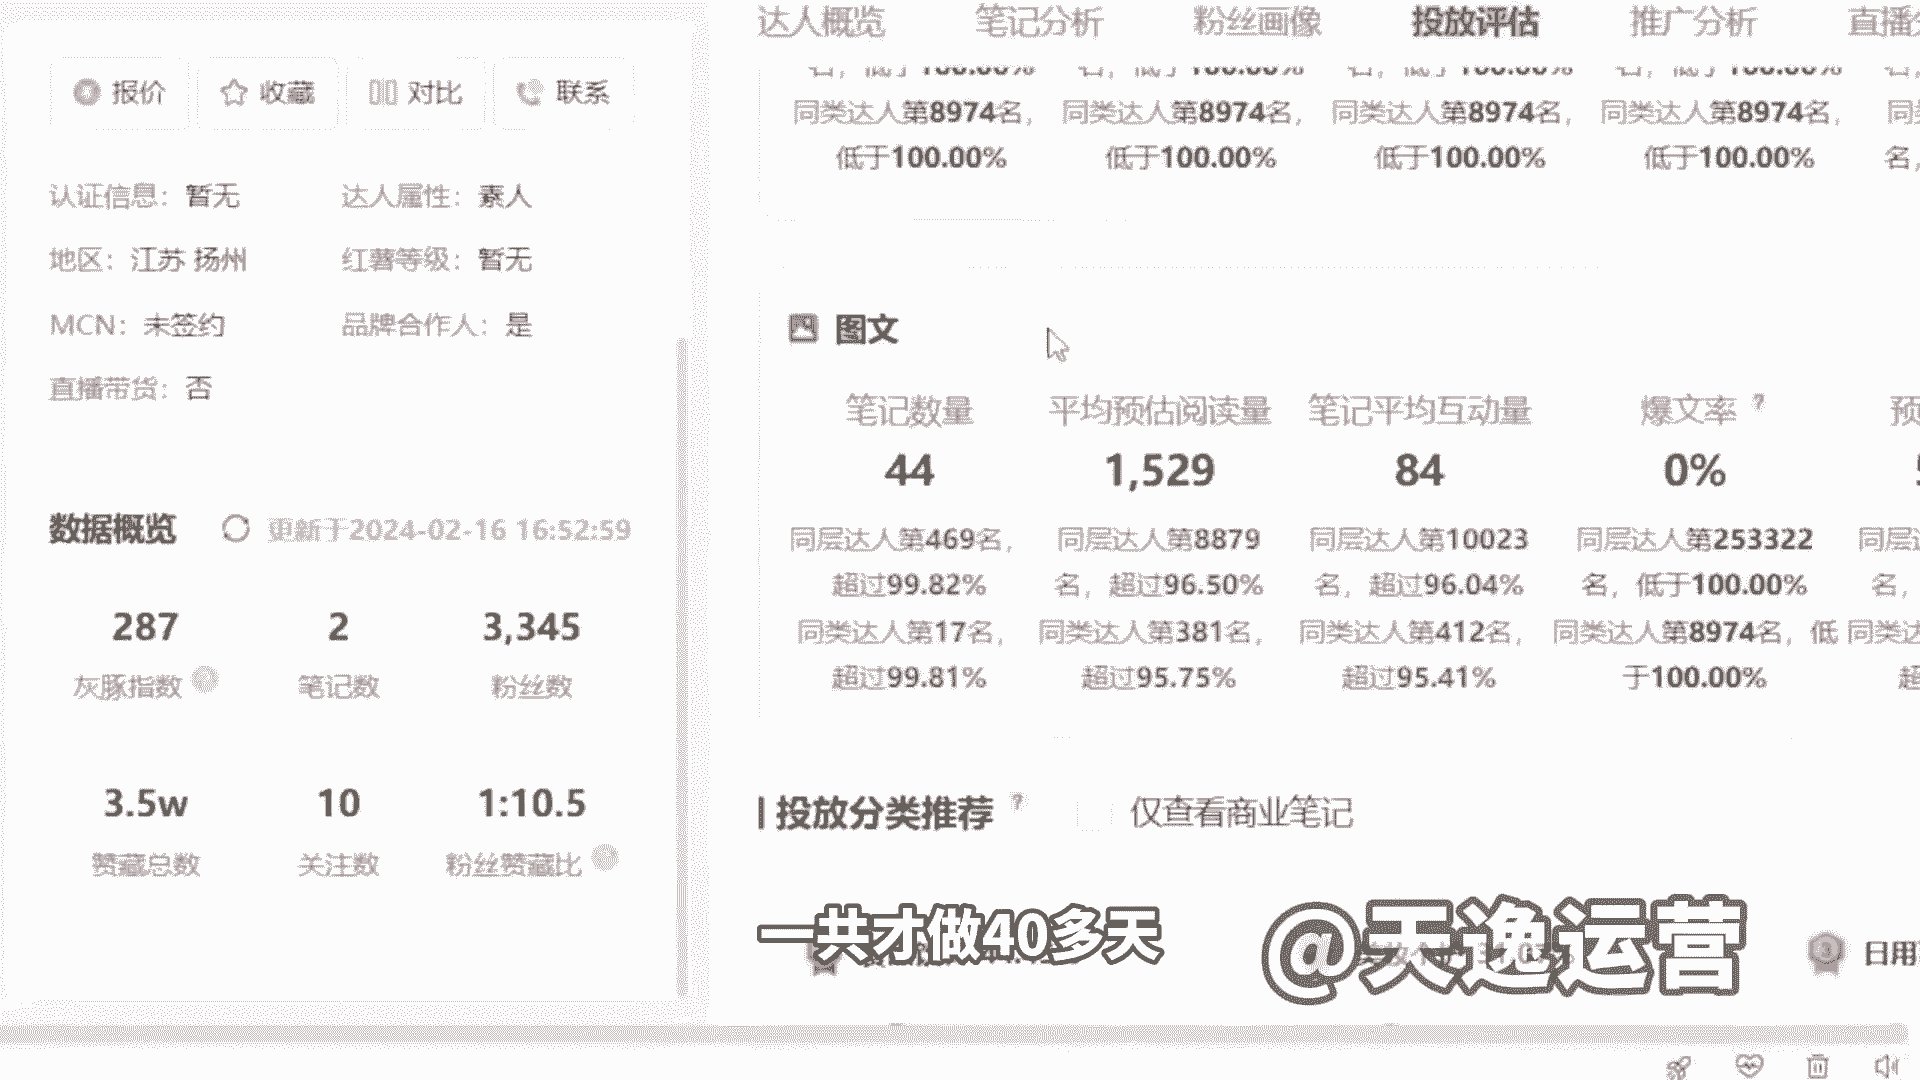 达人概览 笔记分析 粉丝画像 投放评估 推广分析 直播
报价 收藏 对比 联系
同类达人第8974名, 同类达人第8974名, 同类达人第8974名, 同类达人第8974名,
低于100.00% 低于100.00% 低于100.00% 低于100.00% 名,
认证信息: 暂无 达人属性: 素人
地区: 江苏 扬州 红薯等级: 暂无
MCN: 未签约 品牌合作人: 是
直播带货: 否
数据概览 更新于2024-02-16 16:52:59
287 2 3,345
灰豚指数 笔记数 粉丝数
3.5w 10 1:10.5
赞藏总数 关注数 粉丝赞藏比
图文
笔记数量 平均预估阅读量 笔记平均互动量 爆文率 ? 预
44 1,529 84 0%
同层达人第469名, 同层达人第8879 同层达人第10023 同层达人第253322 同层
超过99.82% 名, 超过96.50% 名, 超过96.04% 名, 低于100.00% 名,
同类达人第17名, 同类达人第381名, 同类达人第412名, 同类达人第8974名, 低 同类
超过99.81% 超过95.75% 超过95.41% 于100.00% 超
投放分类推荐 ? 仅查看商业笔记
一共才做40多天
@天逸运营
3 日用